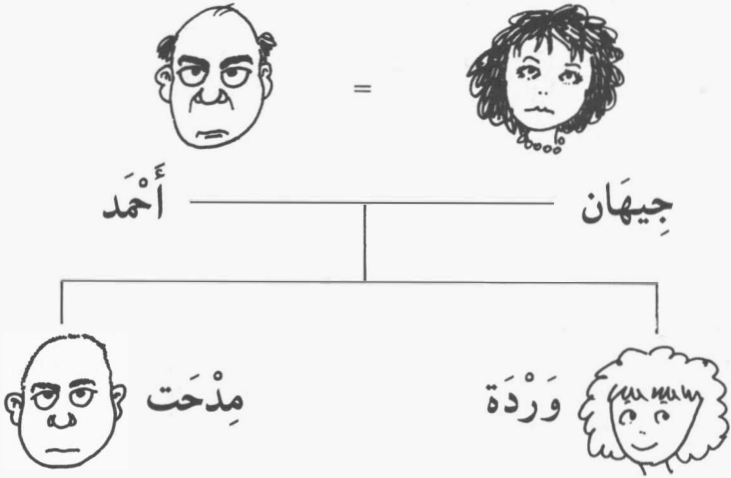 =
جِيهَان أَحْمَد
وَرْدَة مِدْحَت